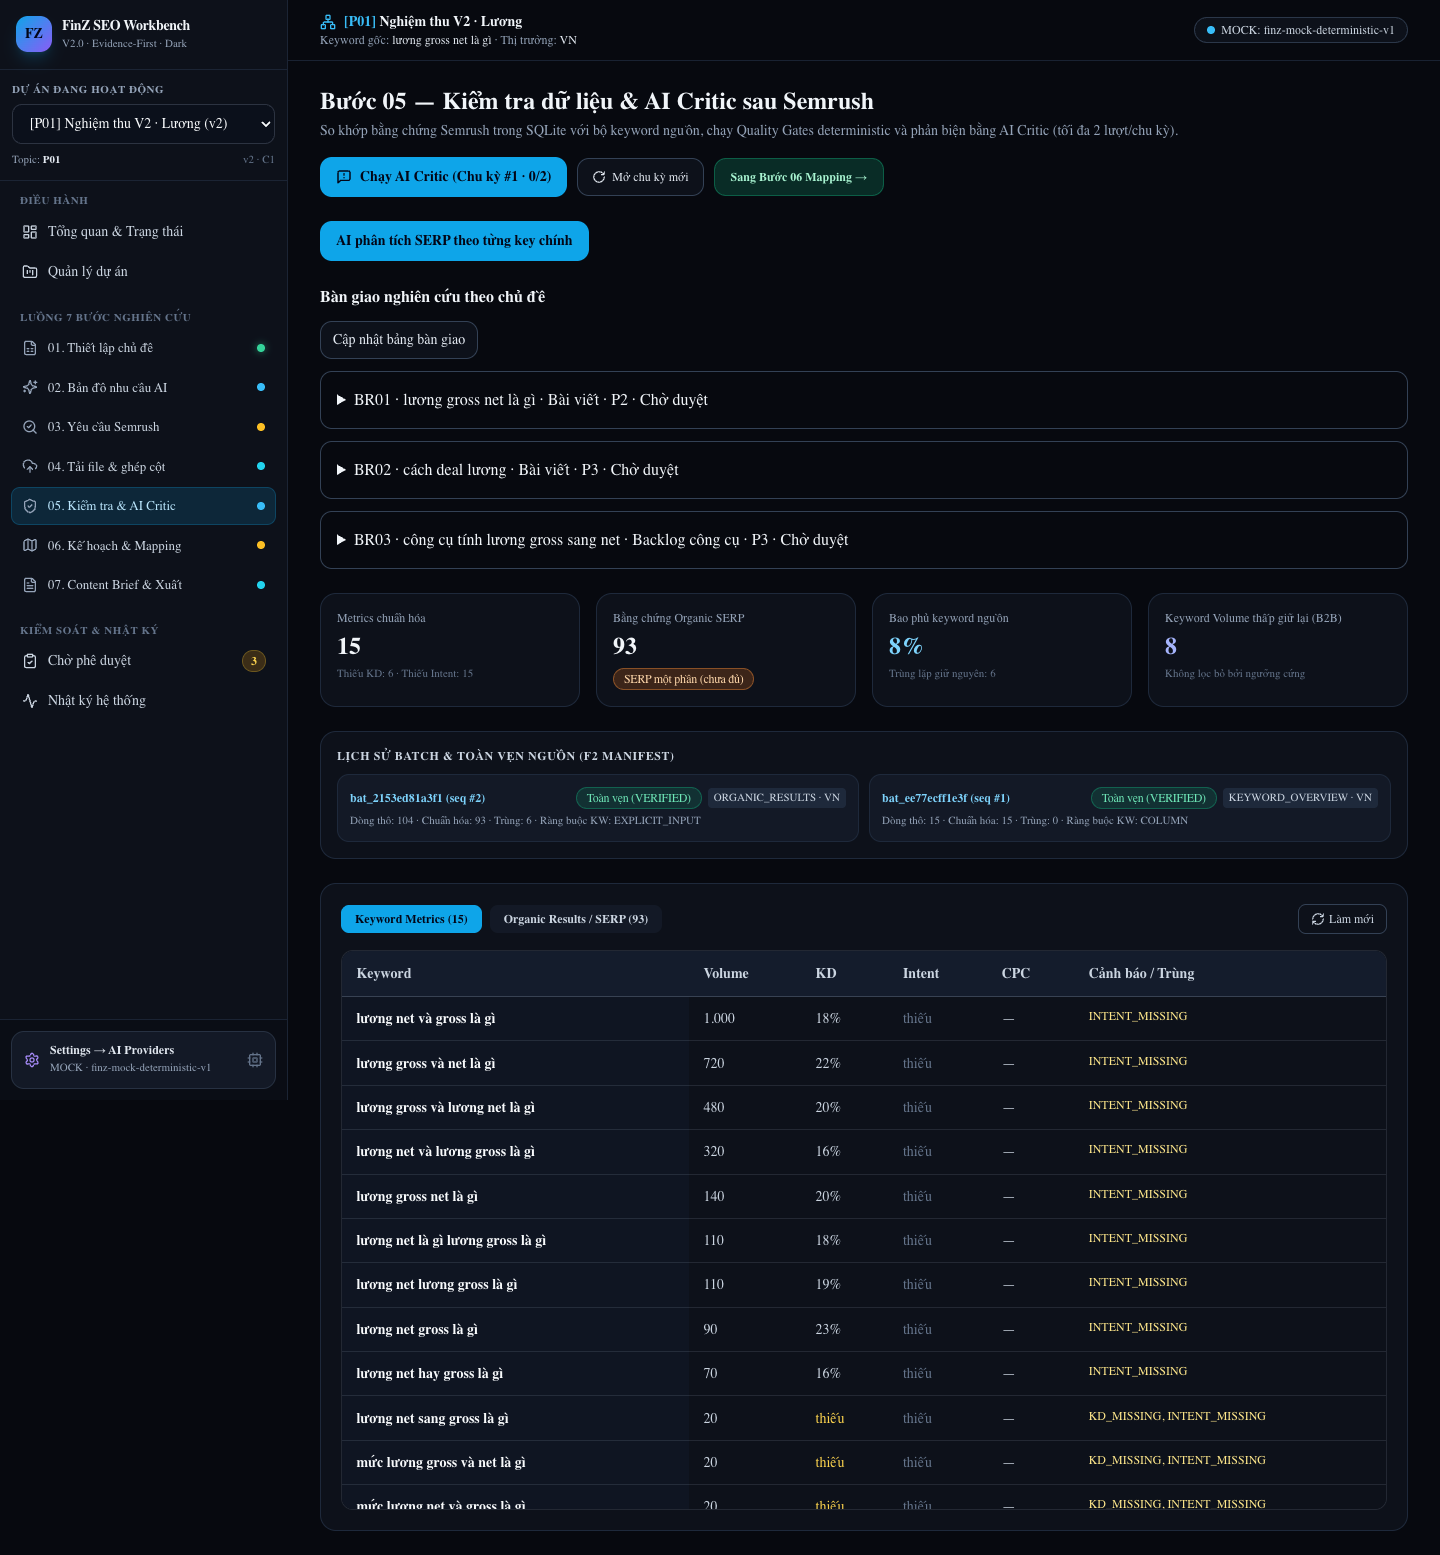 FZ
FinZ SEO Workbench
V2.0 · Evidence-First · Dark
DỰ ÁN ĐANG HOẠT ĐỘNG
[P01] Nghiệm thu V2 · Lương (v2)
Topic: P01
v2 · C1
ĐIỀU HÀNH
Tổng quan & Trạng thái
Quản lý dự án
LUỒNG 7 BƯỚC NGHIÊN CỨU
01. Thiết lập chủ đề
02. Bản đồ nhu cầu AI
03. Yêu cầu Semrush
04. Tải file & ghép cột
05. Kiểm tra & AI Critic
06. Kế hoạch & Mapping
07. Content Brief & Xuất
KIỂM SOÁT & NHẬT KÝ
Chờ phê duyệt
3
Nhật ký hệ thống
Settings → AI Providers
MOCK · finz-mock-deterministic-v1
[P01] Nghiệm thu V2 · Lương
Keyword gốc: lương gross net là gì · Thị trường: VN
MOCK: finz-mock-deterministic-v1
Bước 05 — Kiểm tra dữ liệu & AI Critic sau Semrush
So khớp bằng chứng Semrush trong SQLite với bộ keyword nguồn, chạy Quality Gates deterministic và phản biện bằng AI Critic (tối đa 2 lượt/chu kỳ).
Chạy AI Critic (Chu kỳ #1 · 0/2)
Mở chu kỳ mới
Sang Bước 06 Mapping →
AI phân tích SERP theo từng key chính
Bàn giao nghiên cứu theo chủ đề
Cập nhật bảng bàn giao
BR01 · lương gross net là gì · Bài viết · P2 · Chờ duyệt
BR02 · cách deal lương · Bài viết · P3 · Chờ duyệt
BR03 · công cụ tính lương gross sang net · Backlog công cụ · P3 · Chờ duyệt
Metrics chuẩn hóa
15
Thiếu KD: 6 · Thiếu Intent: 15
Bằng chứng Organic SERP
93
SERP một phần (chưa đủ)
Bao phủ keyword nguồn
8%
Trùng lặp giữ nguyên: 6
Keyword Volume thấp giữ lại (B2B)
8
Không lọc bỏ bởi ngưỡng cứng
LỊCH SỬ BATCH & TOÀN VẸN NGUỒN (F2 MANIFEST)
bat_2153ed81a3f1 (seq #2)
Toàn vẹn (VERIFIED)
ORGANIC_RESULTS · VN
Dòng thô: 104 · Chuẩn hóa: 93 · Trùng: 6 · Ràng buộc KW: EXPLICIT_INPUT
bat_ee77ecff1e3f (seq #1)
Toàn vẹn (VERIFIED)
KEYWORD_OVERVIEW · VN
Dòng thô: 15 · Chuẩn hóa: 15 · Trùng: 0 · Ràng buộc KW: COLUMN
Keyword Metrics (15)
Organic Results / SERP (93)
Làm mới
Keyword Volume KD Intent CPC Cảnh báo / Trùng
lương net và gross là gì 1.000 18% thiếu — INTENT_MISSING
lương gross và net là gì 720 22% thiếu — INTENT_MISSING
lương gross và lương net là gì 480 20% thiếu — INTENT_MISSING
lương net và lương gross là gì 320 16% thiếu — INTENT_MISSING
lương gross net là gì 140 20% thiếu — INTENT_MISSING
lương net là gì lương gross là gì 110 18% thiếu — INTENT_MISSING
lương net lương gross là gì 110 19% thiếu — INTENT_MISSING
lương net gross là gì 90 23% thiếu — INTENT_MISSING
lương net hay gross là gì 70 16% thiếu — INTENT_MISSING
lương net sang gross là gì 20 thiếu thiếu — KD_MISSING, INTENT_MISSING
mức lương gross và net là gì 20 thiếu thiếu — KD_MISSING, INTENT_MISSING
mức lương net và gross là gì 20 thiếu thiếu — KD_MISSING, INTENT_MISSING